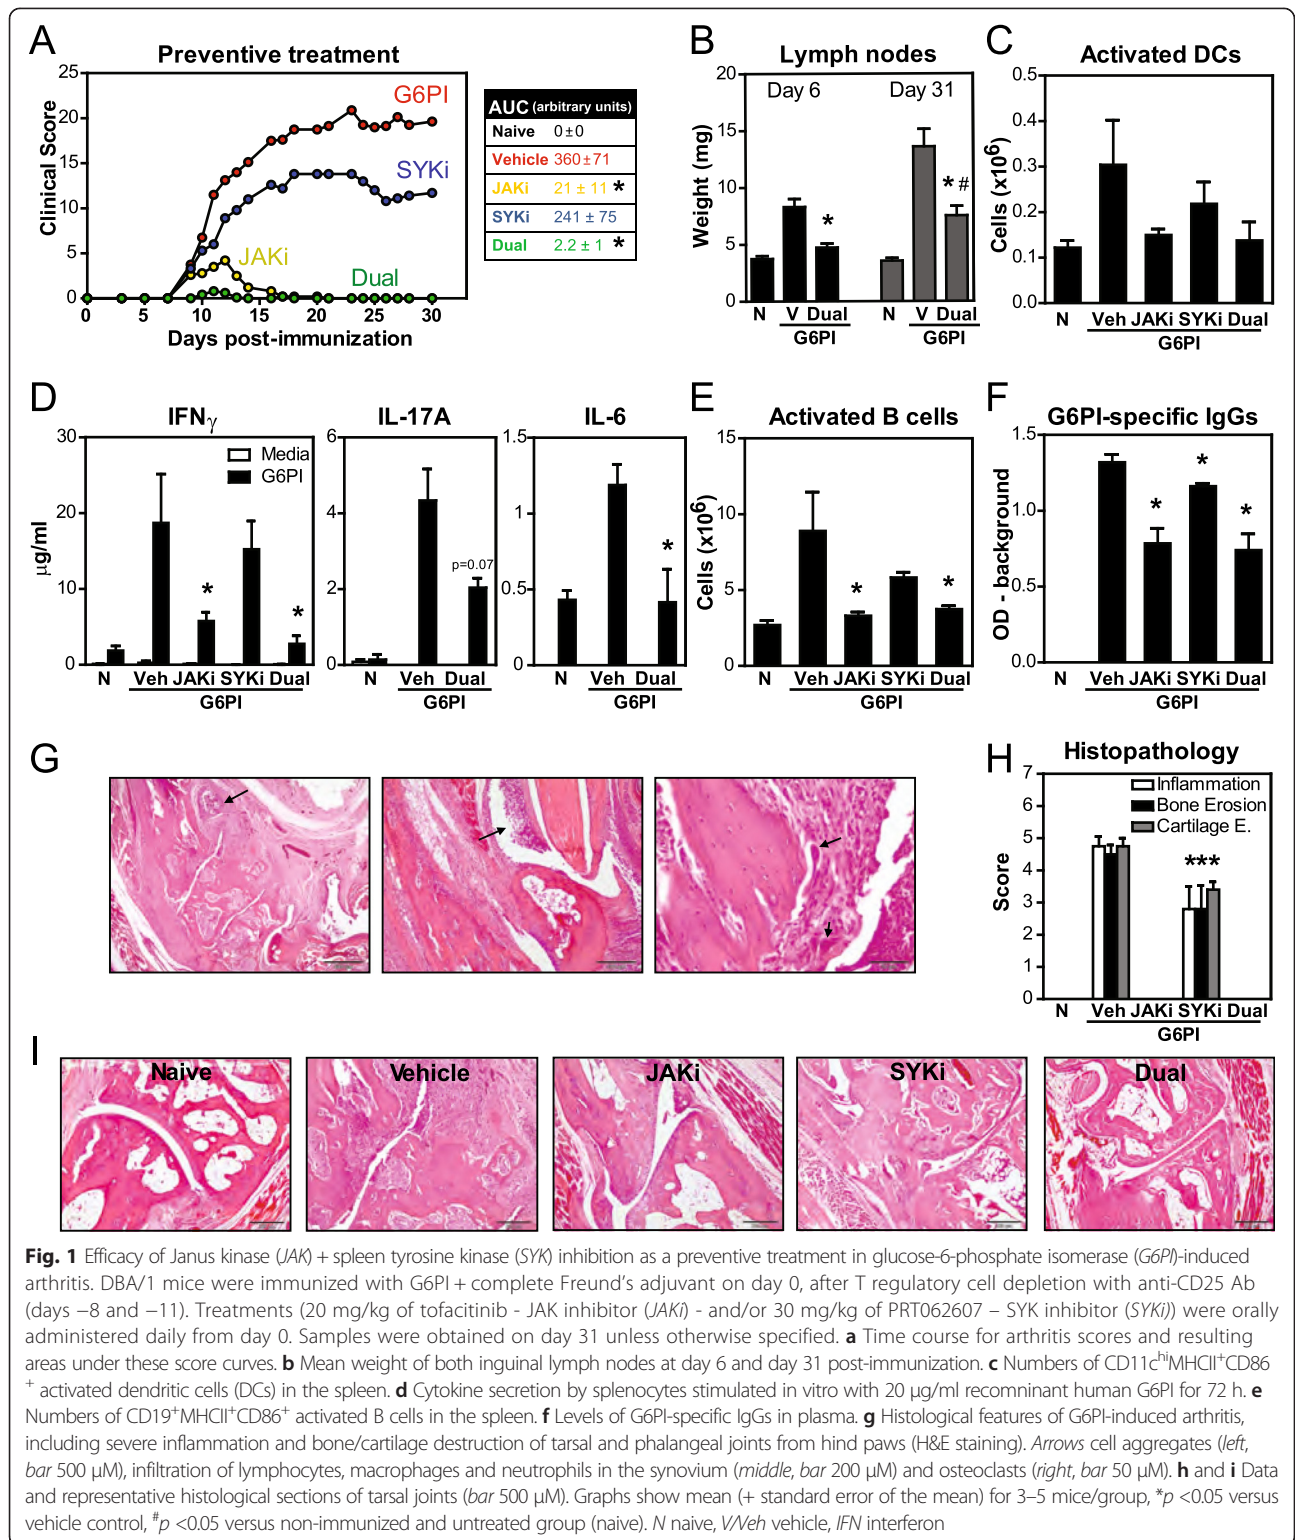 A
Preventive treatment
25
20
15
10
5
0
Clinical Score
G6PI
SYKi
JAKi
Dual
0 5 10 15 20 25 30
Days post-immunization
AUC (arbitrary units)
Naive 0±0
Vehicle 360±71
JAKi 21 ± 11 *
SYKi 241 ± 75
Dual 2.2 ± 1 *
B
Lymph nodes
Day 6 Day 31
20
15
10
5
0
Weight (mg)
*
* #
N V Dual N V Dual
G6PI G6PI
C
Activated DCs
0.5
0.4
0.3
0.2
0.1
0.0
Cells (x10⁶)
N Veh JAKi SYKi Dual
G6PI
D
IFNγ
30
20
10
0
µg/ml
Media
G6PI
*
*
N Veh JAKi SYKi Dual
G6PI
IL-17A
6
4
2
0
p=0.07
N Veh Dual
G6PI
IL-6
1.5
1
0.5
0
*
N Veh Dual
G6PI
E
Activated B cells
15
10
5
0
Cells (x10⁶)
*
*
N Veh JAKi SYKi Dual
G6PI
F
G6PI-specific IgGs
1.5
1.0
0.5
0.0
OD - background
*
*
*
N Veh JAKi SYKi Dual
G6PI
G
H
Histopathology
7
6
5
4
3
2
1
0
Score
Inflammation
Bone Erosion
Cartilage E.
***
N Veh JAKi SYKi Dual
G6PI
I
Naive
Vehicle
JAKi
SYKi
Dual
Fig. 1 Efficacy of Janus kinase (JAK) + spleen tyrosine kinase (SYK) inhibition as a preventive treatment in glucose-6-phosphate isomerase (G6PI)-induced
arthritis. DBA/1 mice were immunized with G6PI + complete Freund’s adjuvant on day 0, after T regulatory cell depletion with anti-CD25 Ab
(days −8 and −11). Treatments (20 mg/kg of tofacitinib - JAK inhibitor (JAKi) - and/or 30 mg/kg of PRT062607 – SYK inhibitor (SYKi)) were orally
administered daily from day 0. Samples were obtained on day 31 unless otherwise specified. a Time course for arthritis scores and resulting
areas under these score curves. b Mean weight of both inguinal lymph nodes at day 6 and day 31 post-immunization. c Numbers of CD11cʰⁱMHCII⁺CD86
⁺ activated dendritic cells (DCs) in the spleen. d Cytokine secretion by splenocytes stimulated in vitro with 20 µg/ml recominant human G6PI for 72 h. e
Numbers of CD19⁺MHCII⁺CD86⁺ activated B cells in the spleen. f Levels of G6PI-specific IgGs in plasma. g Histological features of G6PI-induced arthritis,
including severe inflammation and bone/cartilage destruction of tarsal and phalangeal joints from hind paws (H&E staining). Arrows cell aggregates (left,
bar 500 µM), infiltration of lymphocytes, macrophages and neutrophils in the synovium (middle, bar 200 µM) and osteoclasts (right, bar 50 µM). h and i Data
and representative histological sections of tarsal joints (bar 500 µM). Graphs show mean (+ standard error of the mean) for 3–5 mice/group, *p <0.05 versus
vehicle control, #p <0.05 versus non-immunized and untreated group (naive). N naive, V/Veh vehicle, IFN interferon